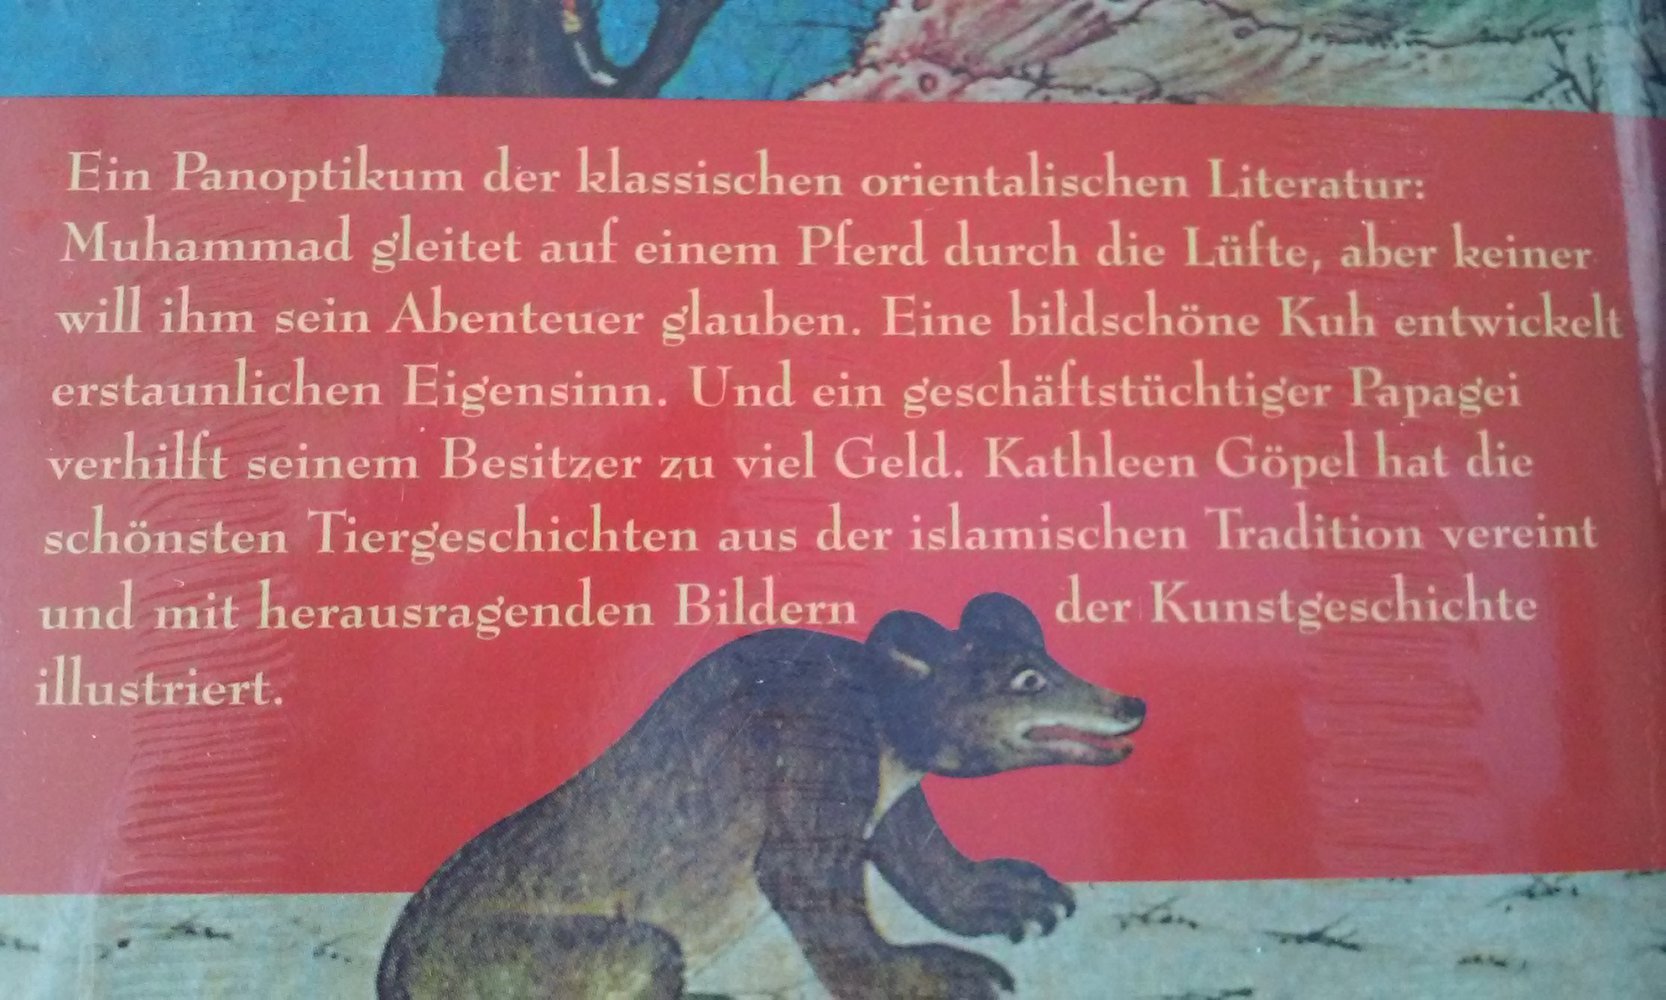 Ein Panoptikum der klassischen orientalischen Literatur:
Muhammad gleitet auf einem Pferd durch die Lüfte, aber keiner
will ihm sein Abenteuer glauben. Eine bildschöne Kuh entwickelt
erstaunlichen Eigensinn. Und ein geschäftstüchtiger Papagei
verhilft seinem Besitzer zu viel Geld. Kathleen Göpel hat die
schönsten Tiergeschichten aus der islamischen Tradition vereint
und mit herausragenden Bildern der Kunstgeschichte
illustriert.